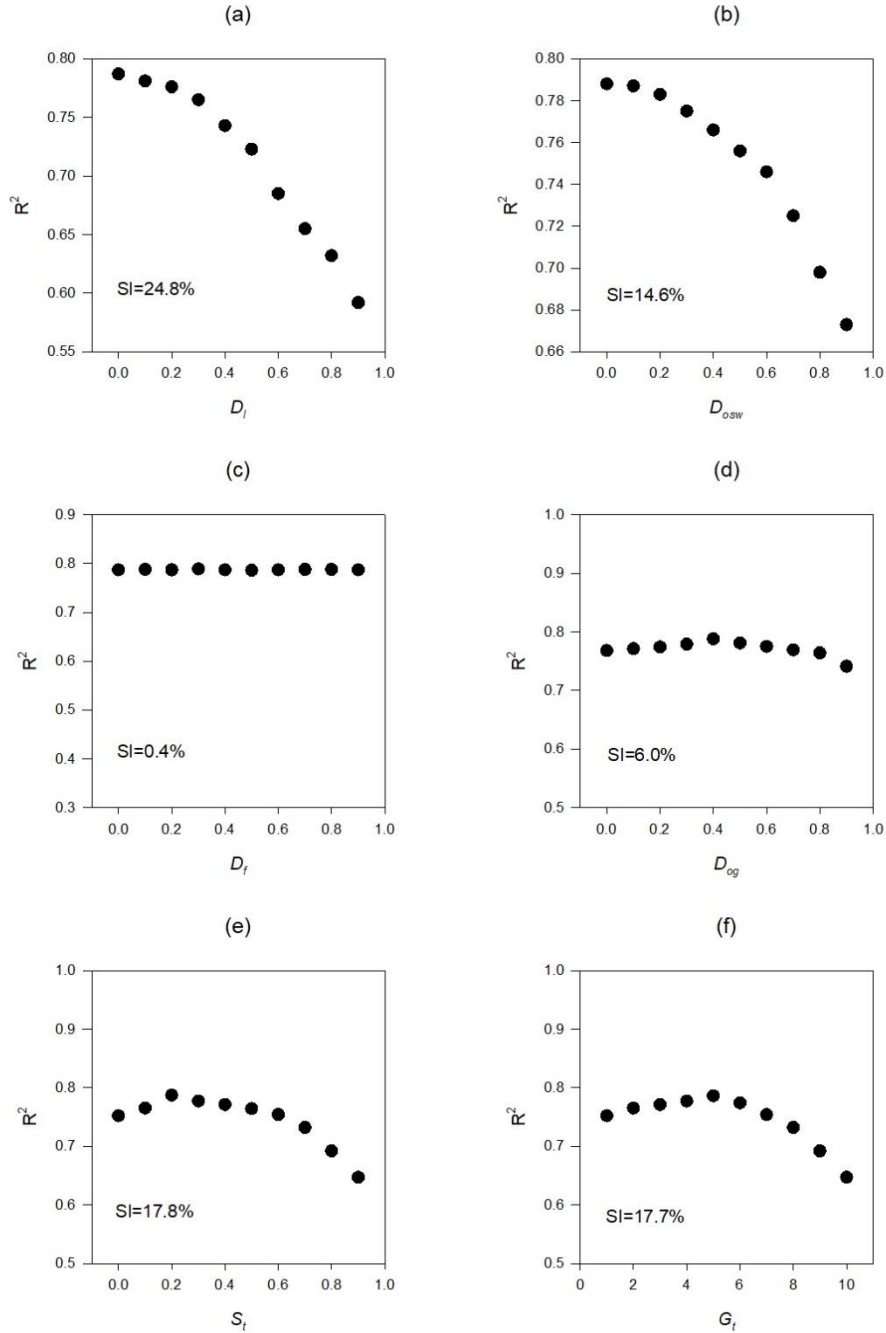 (a)
0.80
0.75
0.70
0.65
0.60
0.55
R²
SI=24.8%
0.0 0.2 0.4 0.6 0.8 1.0
D_l
(b)
0.80
0.78
0.76
0.74
0.72
0.70
0.68
0.66
R²
SI=14.6%
0.0 0.2 0.4 0.6 0.8 1.0
D_osw
(c)
0.9
0.8
0.7
0.6
0.5
0.4
0.3
R²
SI=0.4%
0.0 0.2 0.4 0.6 0.8 1.0
D_f
(d)
1.0
0.9
0.8
0.7
0.6
0.5
R²
SI=6.0%
0.0 0.2 0.4 0.6 0.8 1.0
D_og
(e)
1.0
0.9
0.8
0.7
0.6
0.5
R²
SI=17.8%
0.0 0.2 0.4 0.6 0.8 1.0
S_t
(f)
1.0
0.9
0.8
0.7
0.6
0.5
R²
SI=17.7%
0 2 4 6 8 10
G_t